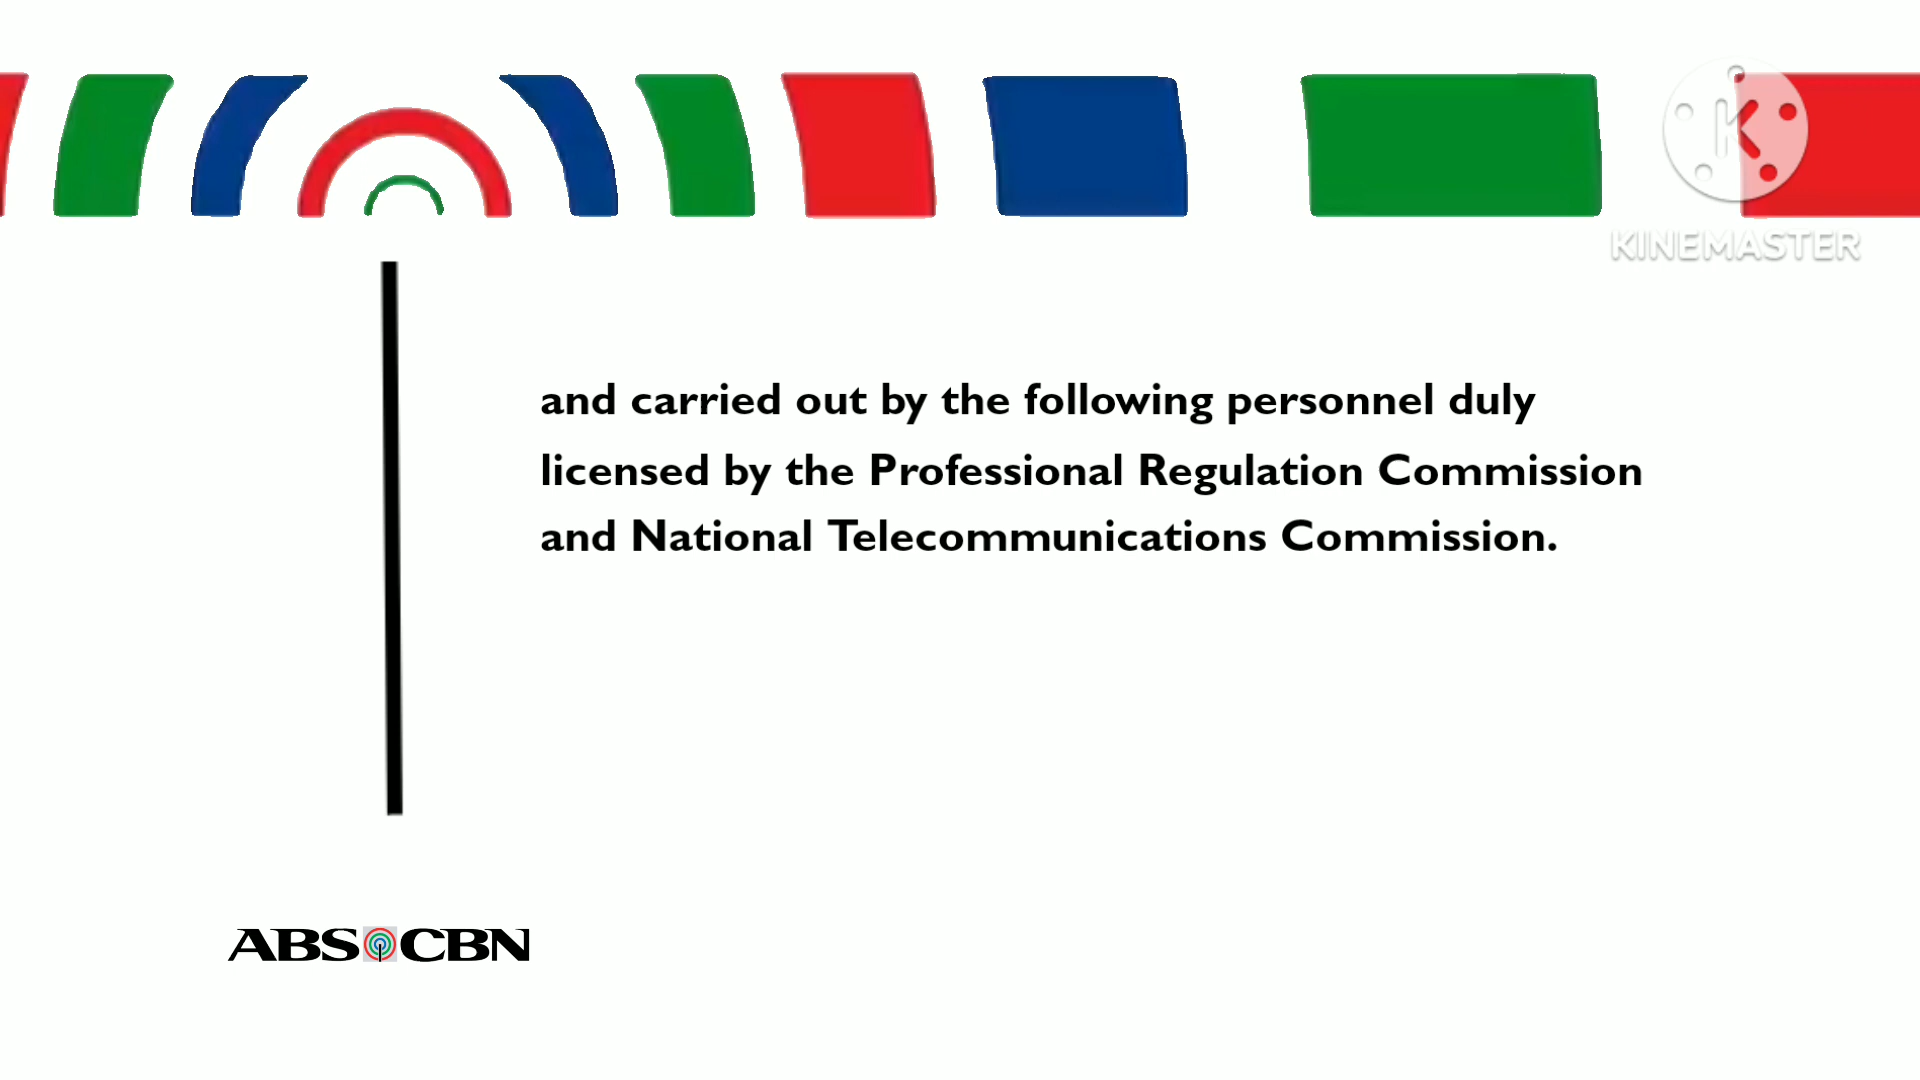 KINEMASTER
and carried out by the following personnel duly
licensed by the Professional Regulation Commission
and National Telecommunications Commission.
ABS CBN